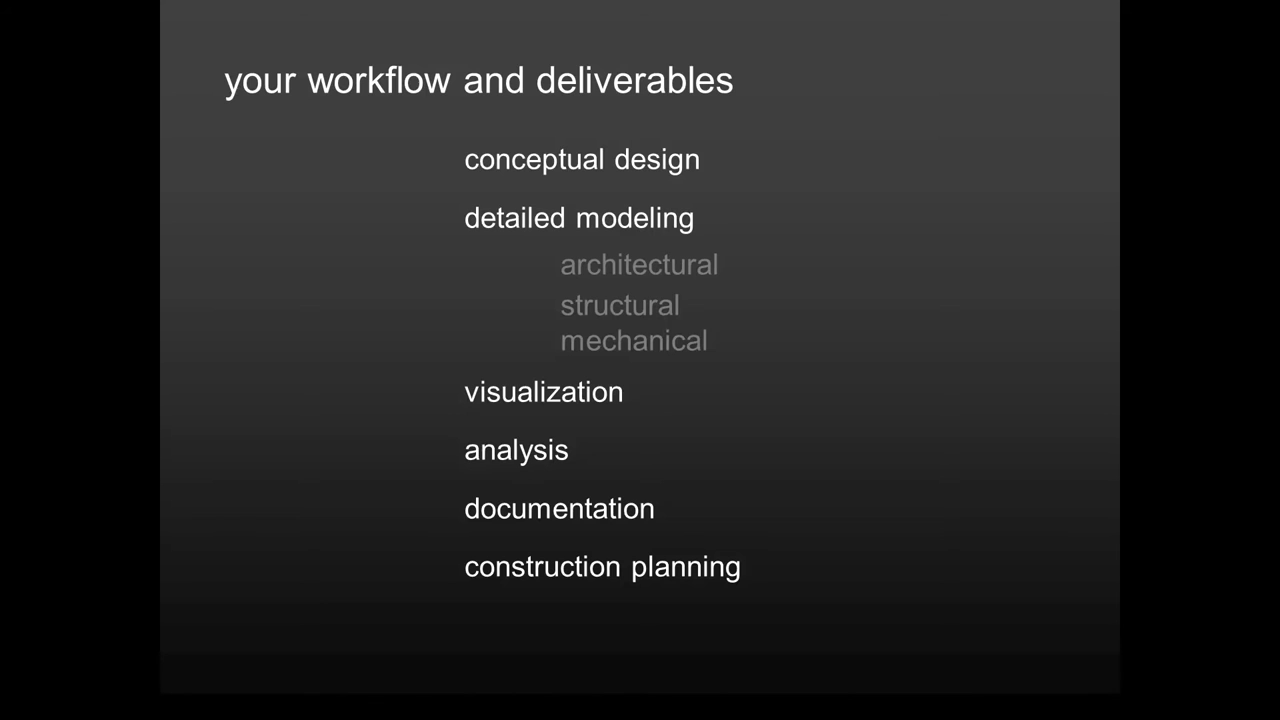 your workflow and deliverables
conceptual design
detailed modeling
architectural
structural
mechanical
visualization
analysis
documentation
construction planning